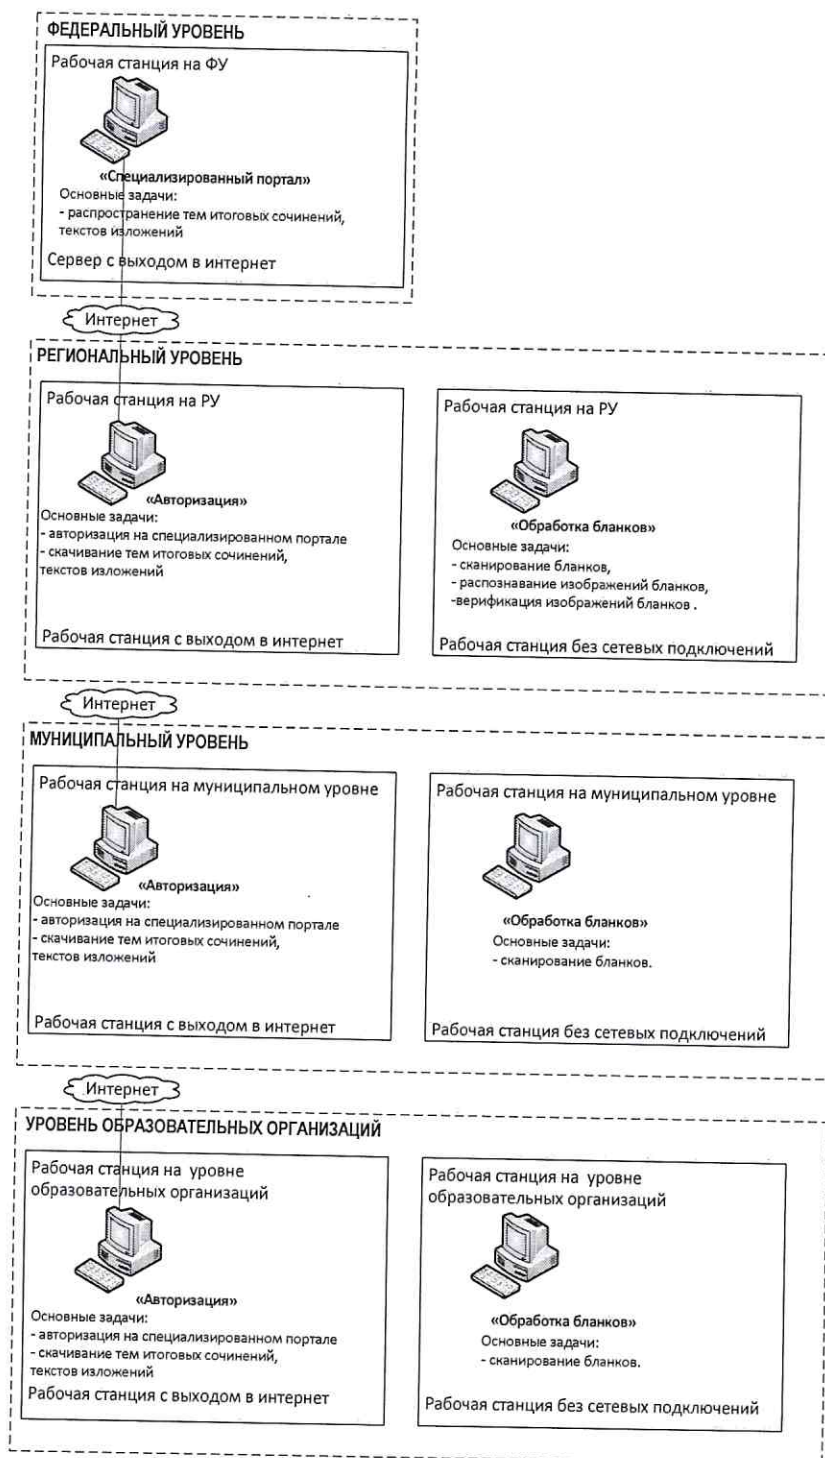 ФЕДЕРАЛЬНЫЙ УРОВЕНЬ
Рабочая станция на ФУ
«Специализированный портал»
Основные задачи:
- распространение тем итоговых сочинений,
текстов изложений
Сервер с выходом в интернет
Интернет
РЕГИОНАЛЬНЫЙ УРОВЕНЬ
Рабочая станция на РУ
«Авторизация»
Основные задачи:
- авторизация на специализированном портале
- скачивание тем итоговых сочинений,
текстов изложений
Рабочая станция с выходом в интернет
Рабочая станция на РУ
«Обработка бланков»
Основные задачи:
- сканирование бланков,
- распознавание изображений бланков,
-верификация изображений бланков .
Рабочая станция без сетевых подключений
Интернет
МУНИЦИПАЛЬНЫЙ УРОВЕНЬ
Рабочая станция на муниципальном уровне
«Авторизация»
Основные задачи:
- авторизация на специализированном портале
- скачивание тем итоговых сочинений,
текстов изложений
Рабочая станция с выходом в интернет
Рабочая станция на муниципальном уровне
«Обработка бланков»
Основные задачи:
- сканирование бланков.
Рабочая станция без сетевых подключений
Интернет
УРОВЕНЬ ОБРАЗОВАТЕЛЬНЫХ ОРГАНИЗАЦИЙ
Рабочая станция на уровне
образовательных организаций
«Авторизация»
Основные задачи:
- авторизация на специализированном портале
- скачивание тем итоговых сочинений,
текстов изложений
Рабочая станция с выходом в интернет
Рабочая станция на уровне
образовательных организаций
«Обработка бланков»
Основные задачи:
- сканирование бланков.
Рабочая станция без сетевых подключений